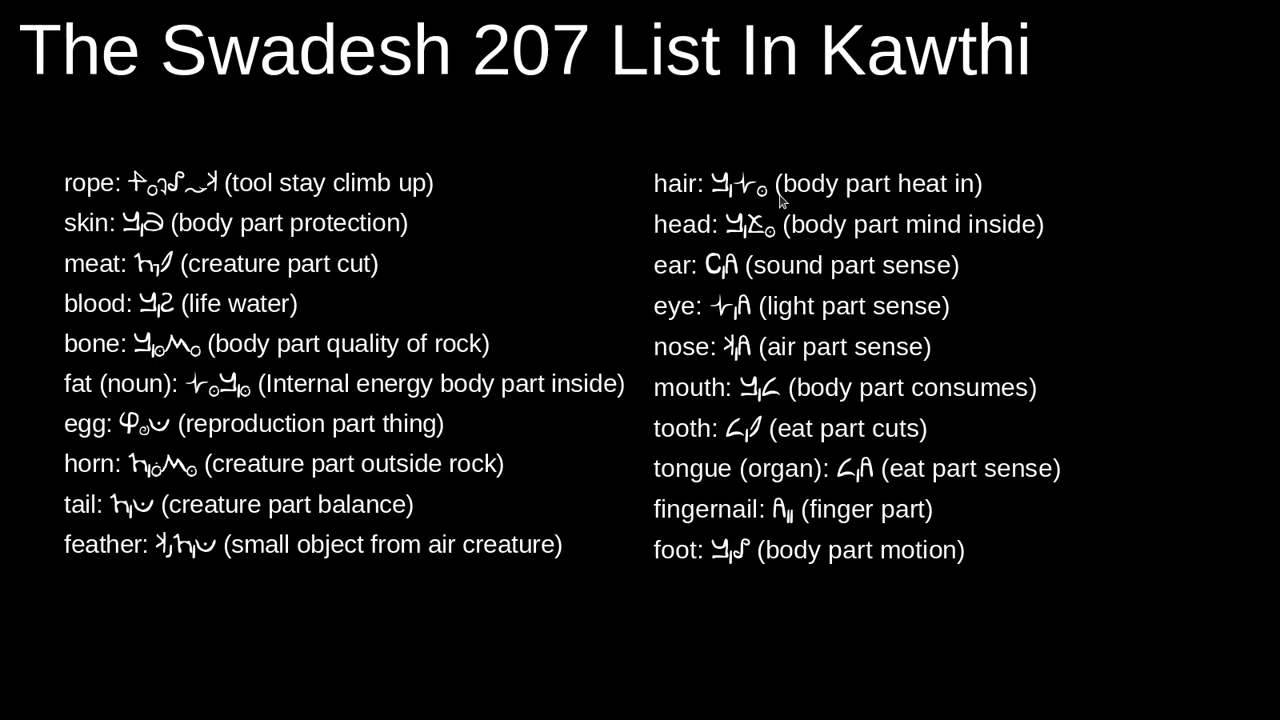 The Swadesh 207 List In Kawthi
rope: (tool stay climb up)
skin: (body part protection)
meat: (creature part cut)
blood: (life water)
bone: (body part quality of rock)
fat (noun): (Internal energy body part inside)
egg: (reproduction part thing)
horn: (creature part outside rock)
tail: (creature part balance)
feather: (small object from air creature)
hair: (body part heat in)
head: (body part mind inside)
ear: (sound part sense)
eye: (light part sense)
nose: (air part sense)
mouth: (body part consumes)
tooth: (eat part cuts)
tongue (organ): (eat part sense)
fingernail: (finger part)
foot: (body part motion)